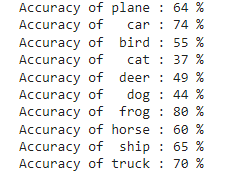 Accuracy of plane : 64 %
Accuracy of   car : 74 %
Accuracy of  bird : 55 %
Accuracy of   cat : 37 %
Accuracy of  deer : 49 %
Accuracy of   dog : 44 %
Accuracy of  frog : 80 %
Accuracy of horse : 60 %
Accuracy of  ship : 65 %
Accuracy of truck : 70 %